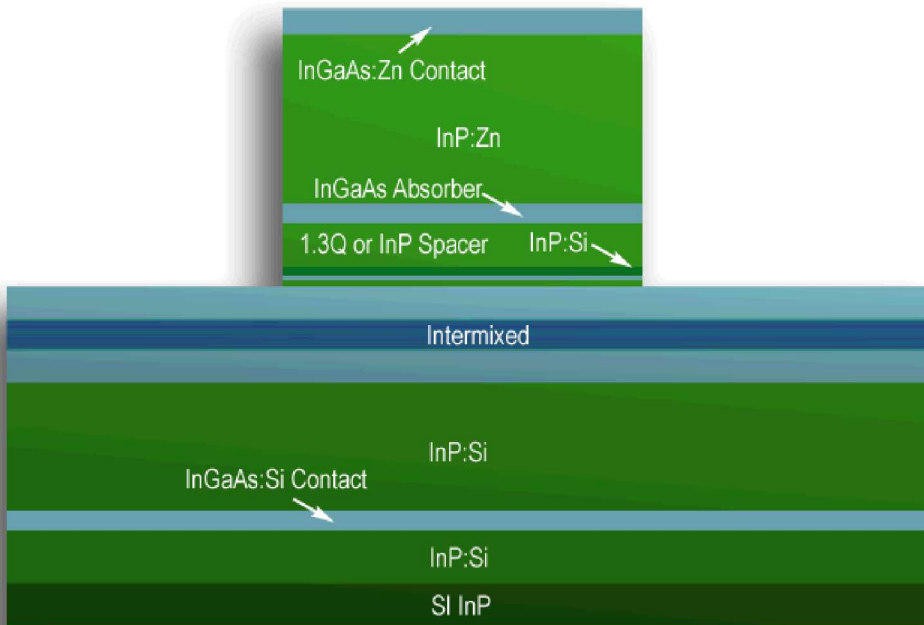 InGaAs:Zn Contact
InP:Zn
InGaAs Absorber
1.3Q or InP Spacer
InP:Si
Intermixed
InP:Si
InGaAs:Si Contact
InP:Si
SI InP